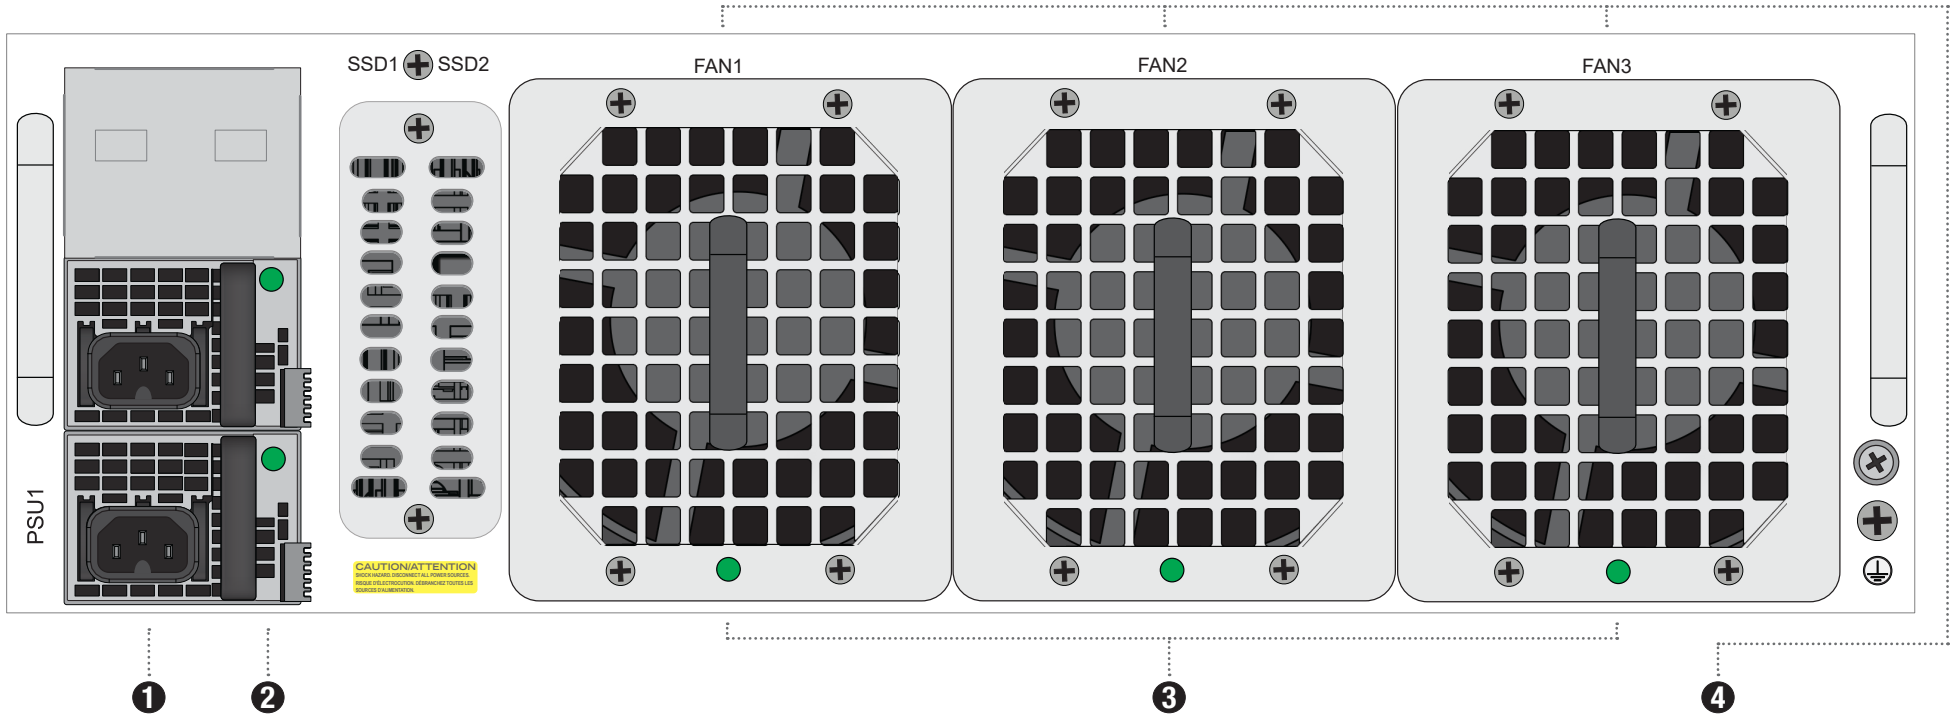 SSD1 SSD2
FAN1
FAN2
FAN3
PSU1
CAUTION/ATTENTION
SHOCK HAZARD. DISCONNECT ALL POWER SOURCES.
RISQUE D'ÉLECTROCUTION. DÉBRANCHEZ TOUTES LES
SOURCES D'ALIMENTATION.
1
2
3
4